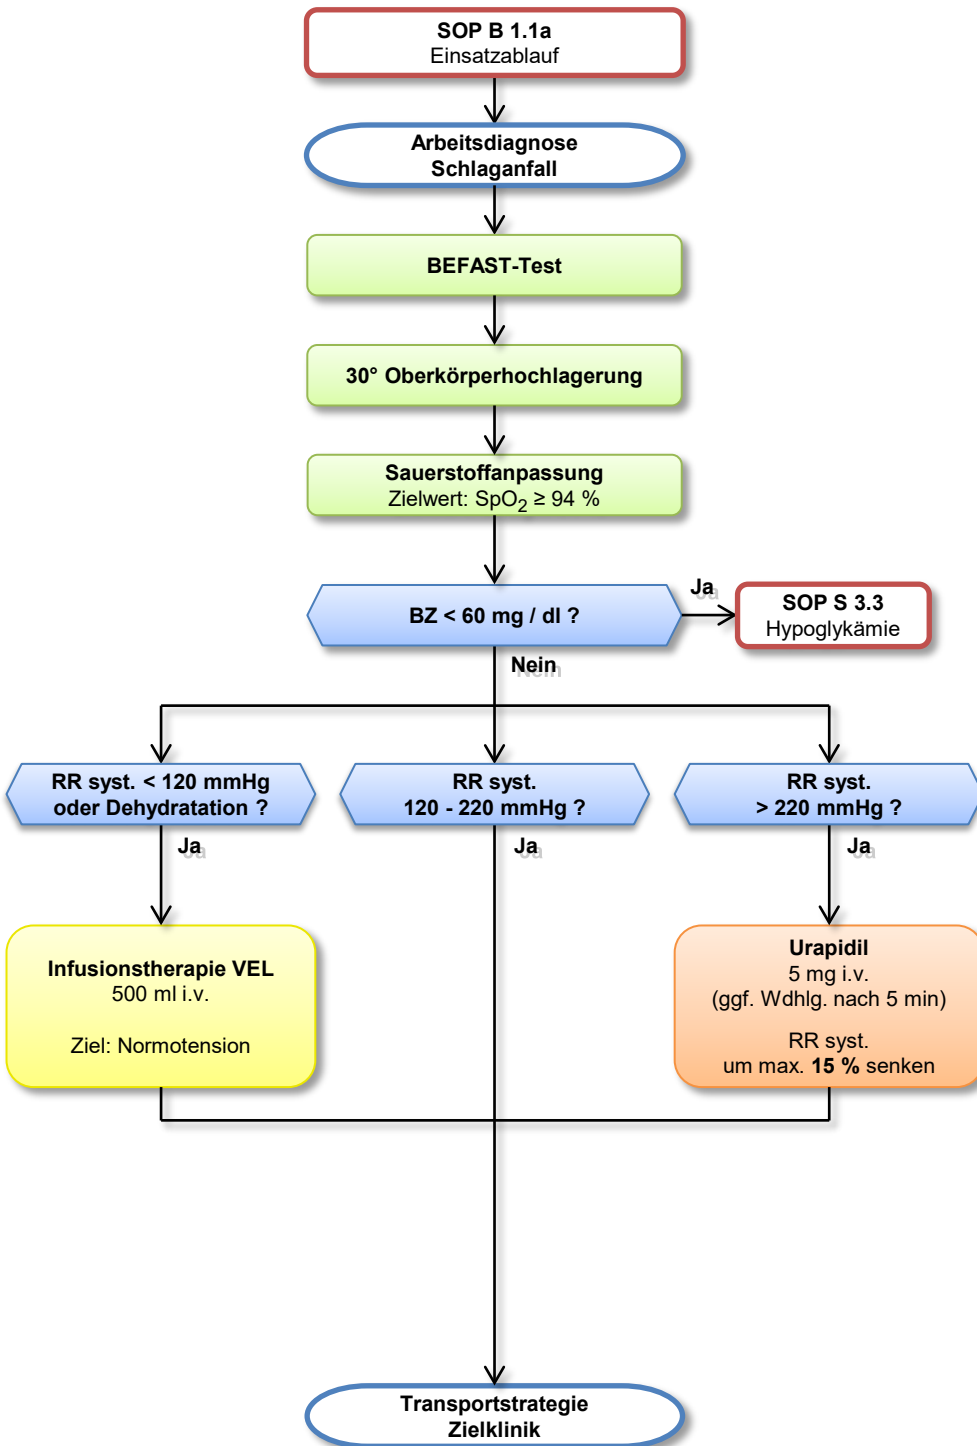 SOP B 1.1a
Einsatzablauf
Arbeitsdiagnose
Schlaganfall
BEFAST-Test
30° Oberkörperhochlagerung
Sauerstoffanpassung
Zielwert: SpO₂ ≥ 94 %
BZ < 60 mg / dl ?
Ja
SOP S 3.3
Hypoglykämie
Nein
RR syst. < 120 mmHg
oder Dehydratation ?
RR syst.
120 - 220 mmHg ?
RR syst.
> 220 mmHg ?
Ja
Ja
Ja
Infusionstherapie VEL
500 ml i.v.
Ziel: Normotension
Urapidil
5 mg i.v.
(ggf. Wdhlg. nach 5 min)
RR syst.
um max. 15 % senken
Transportstrategie
Zielklinik